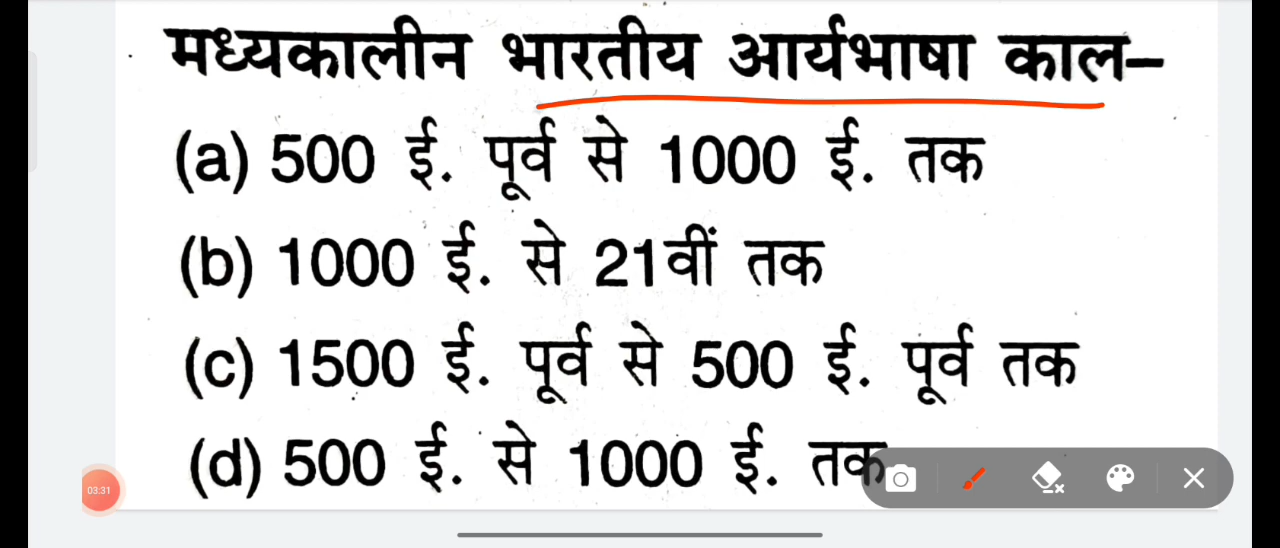 मध्यकालीन भारतीय आर्यभाषा काल–
(a) 500 ई. पूर्व से 1000 ई. तक
(b) 1000 ई. से 21वीं तक
(c) 1500 ई. पूर्व से 500 ई. पूर्व तक
(d) 500 ई. से 1000 ई. तक
03:31